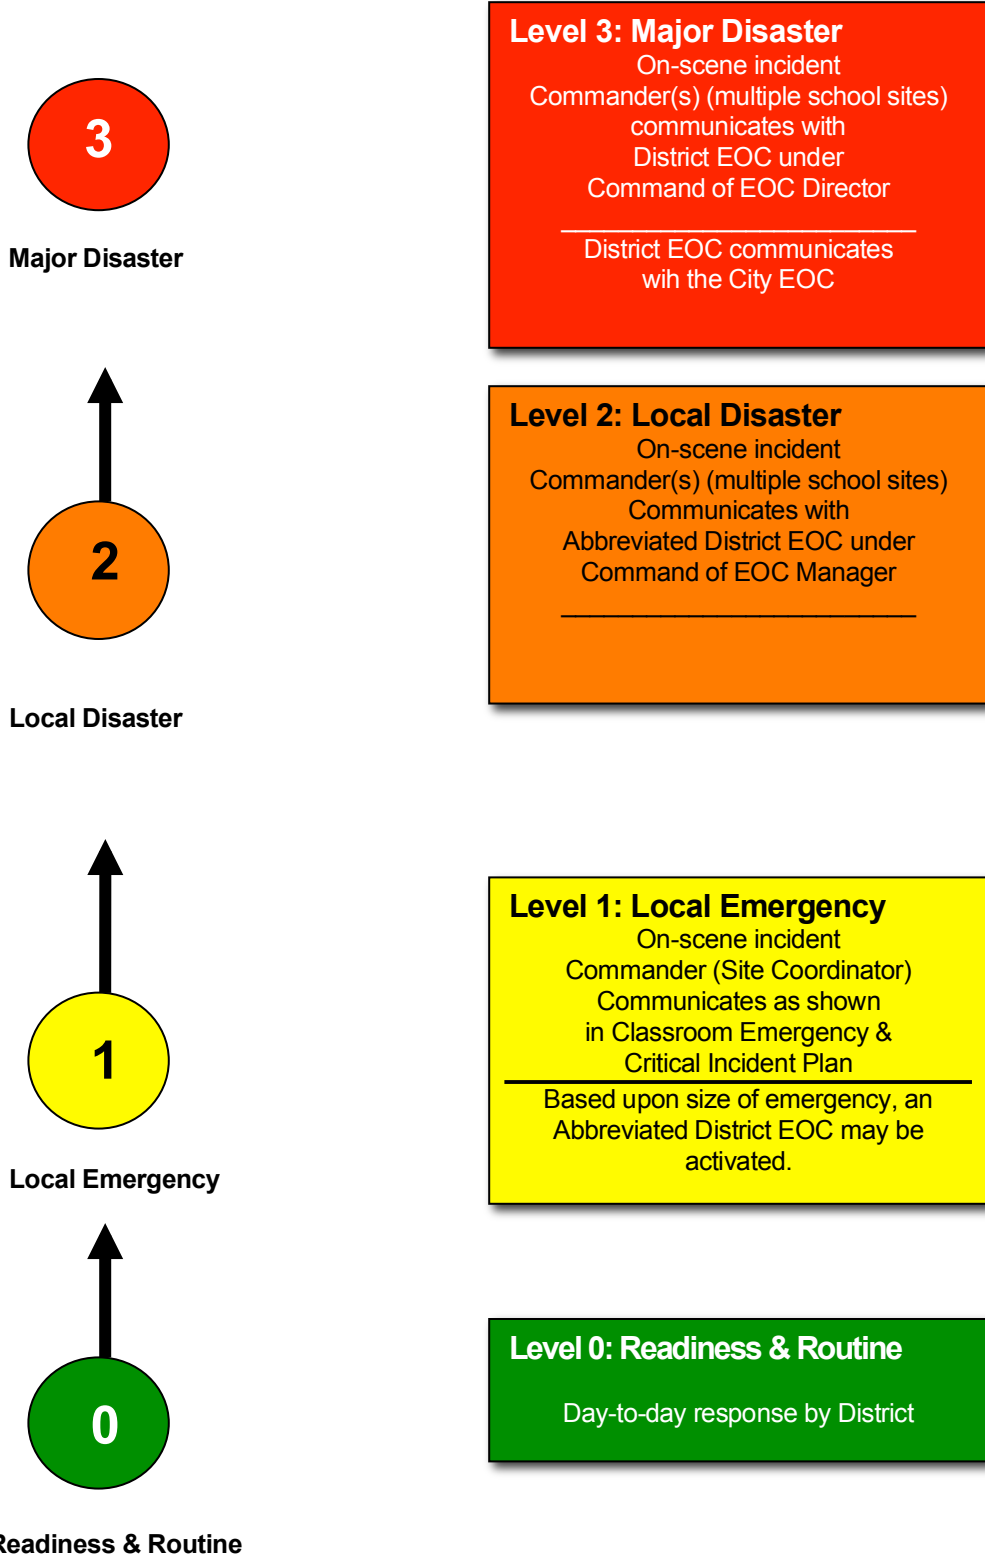 3
Major Disaster
Level 3: Major Disaster
On-scene incident
Commander(s) (multiple school sites)
communicates with
District EOC under
Command of EOC Director
District EOC communicates
wih the City EOC
2
Local Disaster
Level 2: Local Disaster
On-scene incident
Commander(s) (multiple school sites)
Communicates with
Abbreviated District EOC under
Command of EOC Manager
1
Local Emergency
Level 1: Local Emergency
On-scene incident
Commander (Site Coordinator)
Communicates as shown
in Classroom Emergency &
Critical Incident Plan
Based upon size of emergency, an
Abbreviated District EOC may be
activated.
0
Readiness & Routine
Level 0: Readiness & Routine
Day-to-day response by District